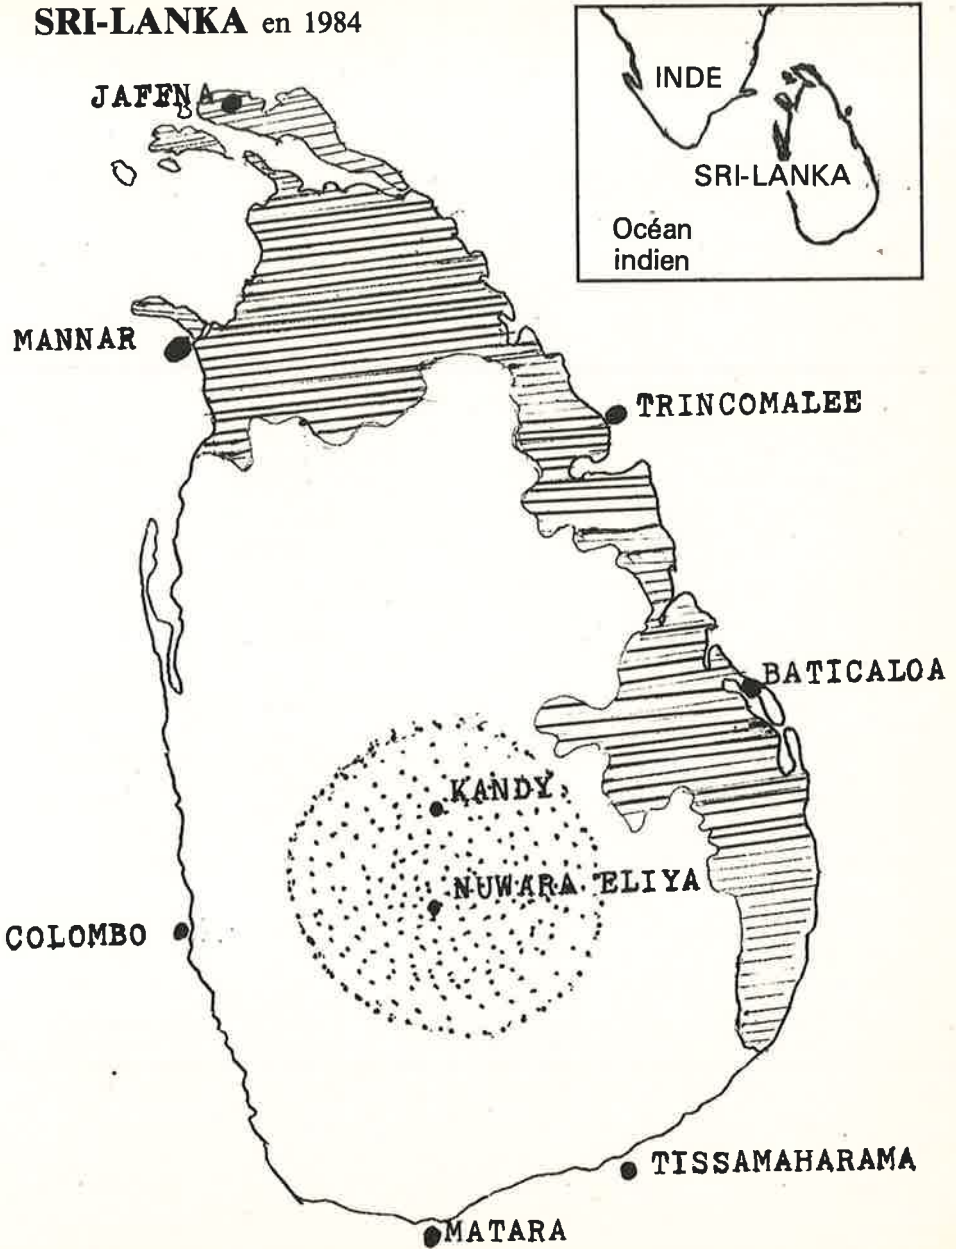 SRI-LANKA en 1984
INDE
SRI-LANKA
Océan
indien
JAFFNA
MANNAR
TRINCOMALEE
BATICALOA
KANDY
NUWARA ELIYA
COLOMBO
TISSAMAHARAMA
MATARA